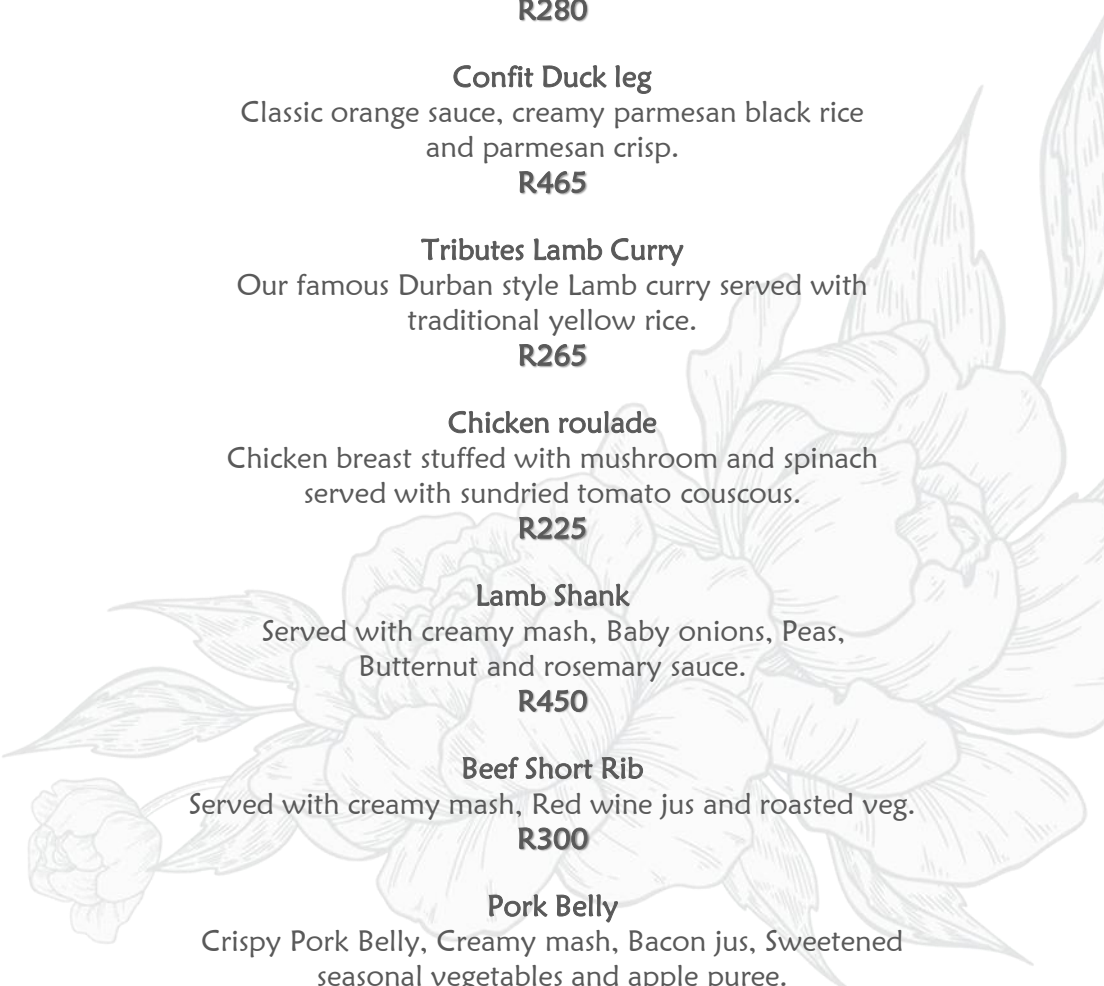 R280
Confit Duck leg
Classic orange sauce, creamy parmesan black rice
and parmesan crisp.
R465
Tributes Lamb Curry
Our famous Durban style Lamb curry served with
traditional yellow rice.
R265
Chicken roulade
Chicken breast stuffed with mushroom and spinach
served with sundried tomato couscous.
R225
Lamb Shank
Served with creamy mash, Baby onions, Peas,
Butternut and rosemary sauce.
R450
Beef Short Rib
Served with creamy mash, Red wine jus and roasted veg.
R300
Pork Belly
Crispy Pork Belly, Creamy mash, Bacon jus, Sweetened
seasonal vegetables and apple puree.